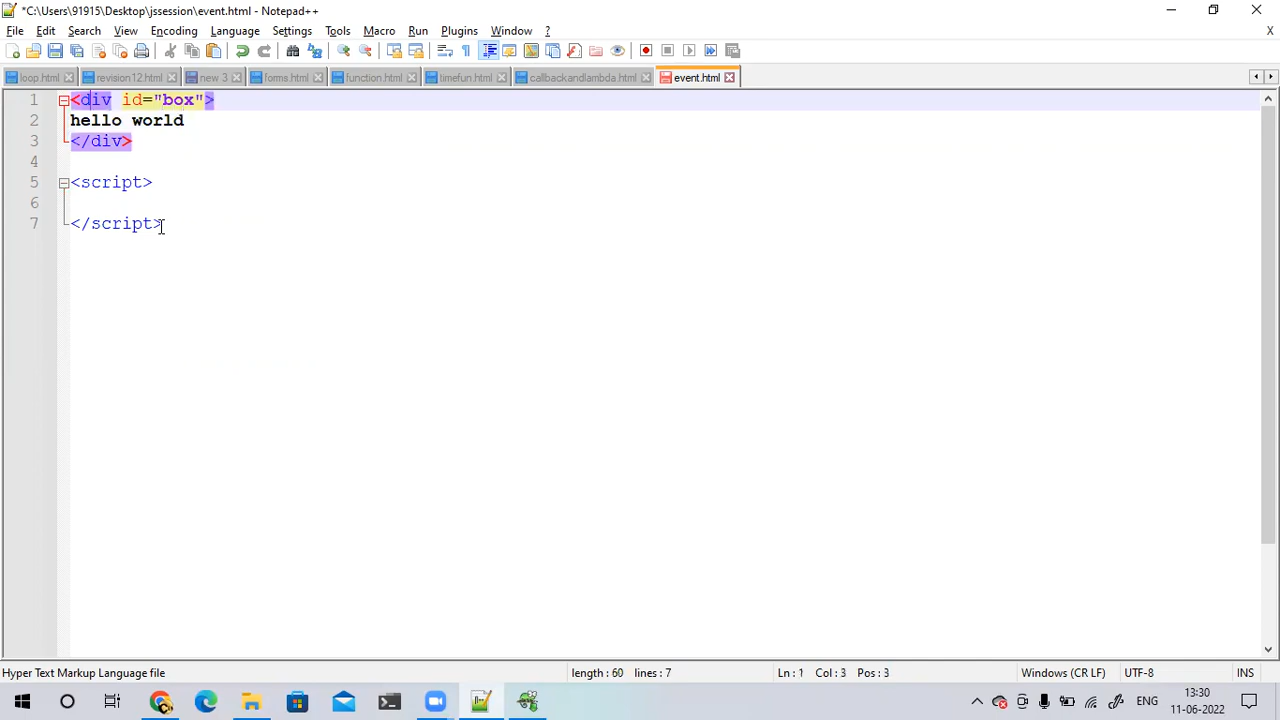 *C:\Users\91915\Desktop\jssession\event.html - Notepad++
File Edit Search View Encoding Language Settings Tools Macro Run Plugins Window ?
X
loop.html revision12.html new 3 forms.html function.html timefun.html callbackandlambda.html event.html
1 <div id="box">
2 hello world
3 </div>
4
5 <script>
6
7 </script>
Hyper Text Markup Language file length : 60 lines : 7 Ln : 1 Col : 3 Pos : 3 Windows (CR LF) UTF-8 INS
ENG
13:30
11-06-2022